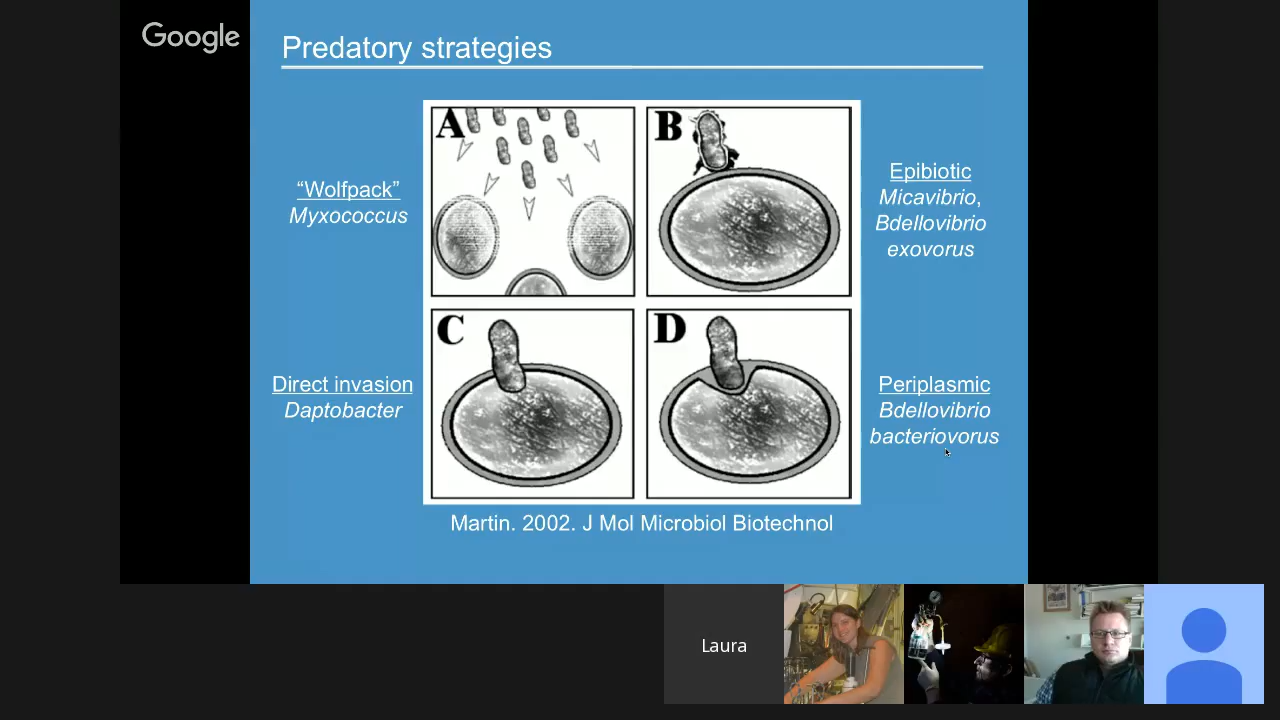 Google
Predatory strategies
A
B
“Wolfpack”
Myxococcus
Epibiotic
Micavibrio,
Bdellovibrio
exovorus
C
D
Direct invasion
Daptobacter
Periplasmic
Bdellovibrio
bacteriovorus
Martin. 2002. J Mol Microbiol Biotechnol
Laura